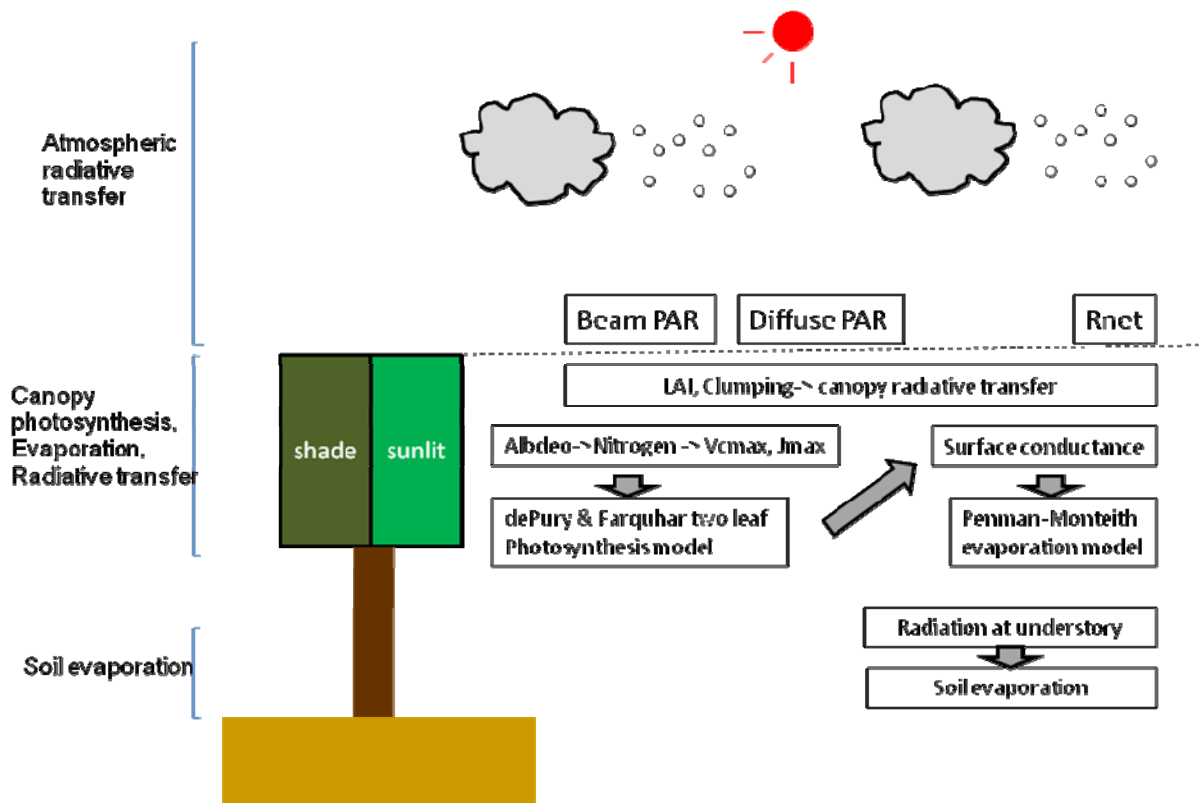 Atmospheric
radiative
transfer
Beam PAR
Diffuse PAR
Rnet
Canopy
photosynthesis,
Evaporation,
Radiative transfer
shade
sunlit
LAI, Clumping-> canopy radiative transfer
Albdeo->Nitrogen -> Vcmax, Jmax
dePury & Farquhar two leaf
Photosynthesis model
Surface conductance
Penman-Monteith
evaporation model
Soil evaporation
Radiation at understory
Soil evaporation